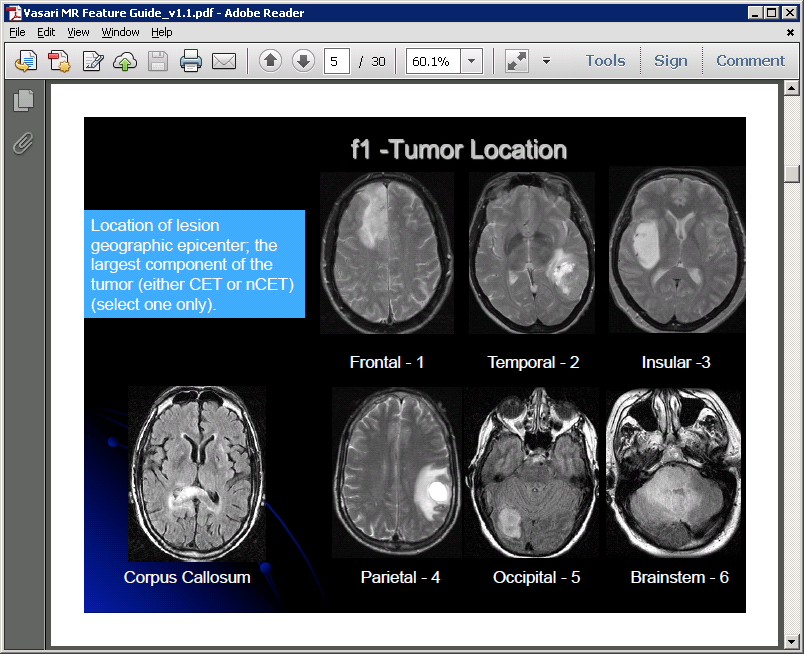 Vasari MR Feature Guide_v1.1.pdf - Adobe Reader
File Edit View Window Help
5 / 30 60.1% Tools Sign Comment
f1 -Tumor Location
Location of lesion
geographic epicenter; the
largest component of the
tumor (either CET or nCET)
(select one only).
Frontal - 1 Temporal - 2 Insular -3
Corpus Callosum Parietal - 4 Occipital - 5 Brainstem - 6